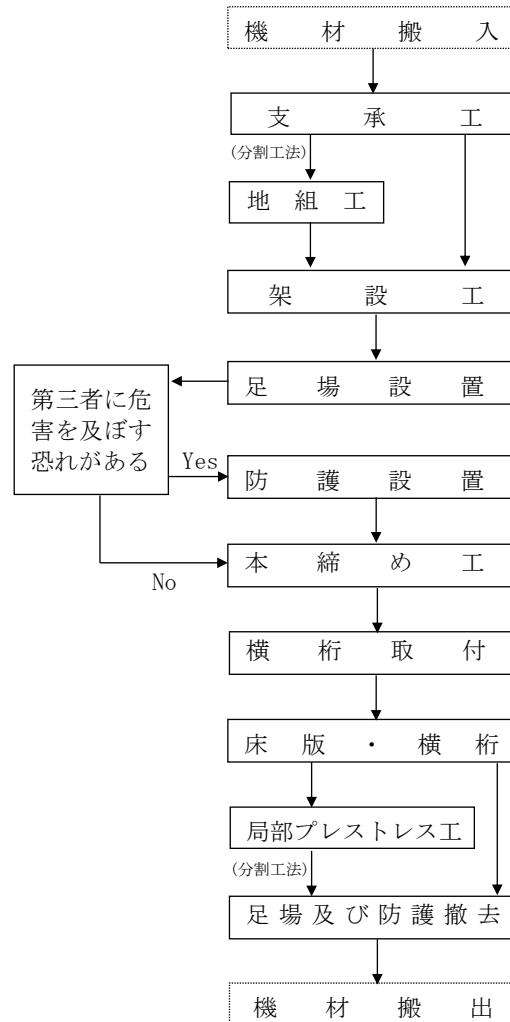 機材搬入
支承工
(分割工法)
地組工
架設工
足場設置
第三者に危
害を及ぼす
恐れがある
Yes
防護設置
No
本締め工
横桁取付
床版・横桁
局部プレストレス工
(分割工法)
足場及び防護撤去
機材搬出